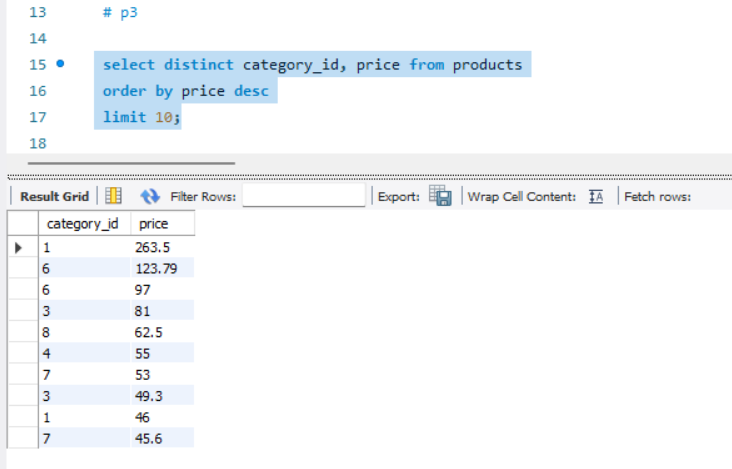 13 # p3
14
15 select distinct category_id, price from products
16 order by price desc
17 limit 10;
18
Result Grid Filter Rows: Export: Wrap Cell Content: IA Fetch rows:
category_id price
1 263.5
6 123.79
6 97
3 81
8 62.5
4 55
7 53
3 49.3
1 46
7 45.6